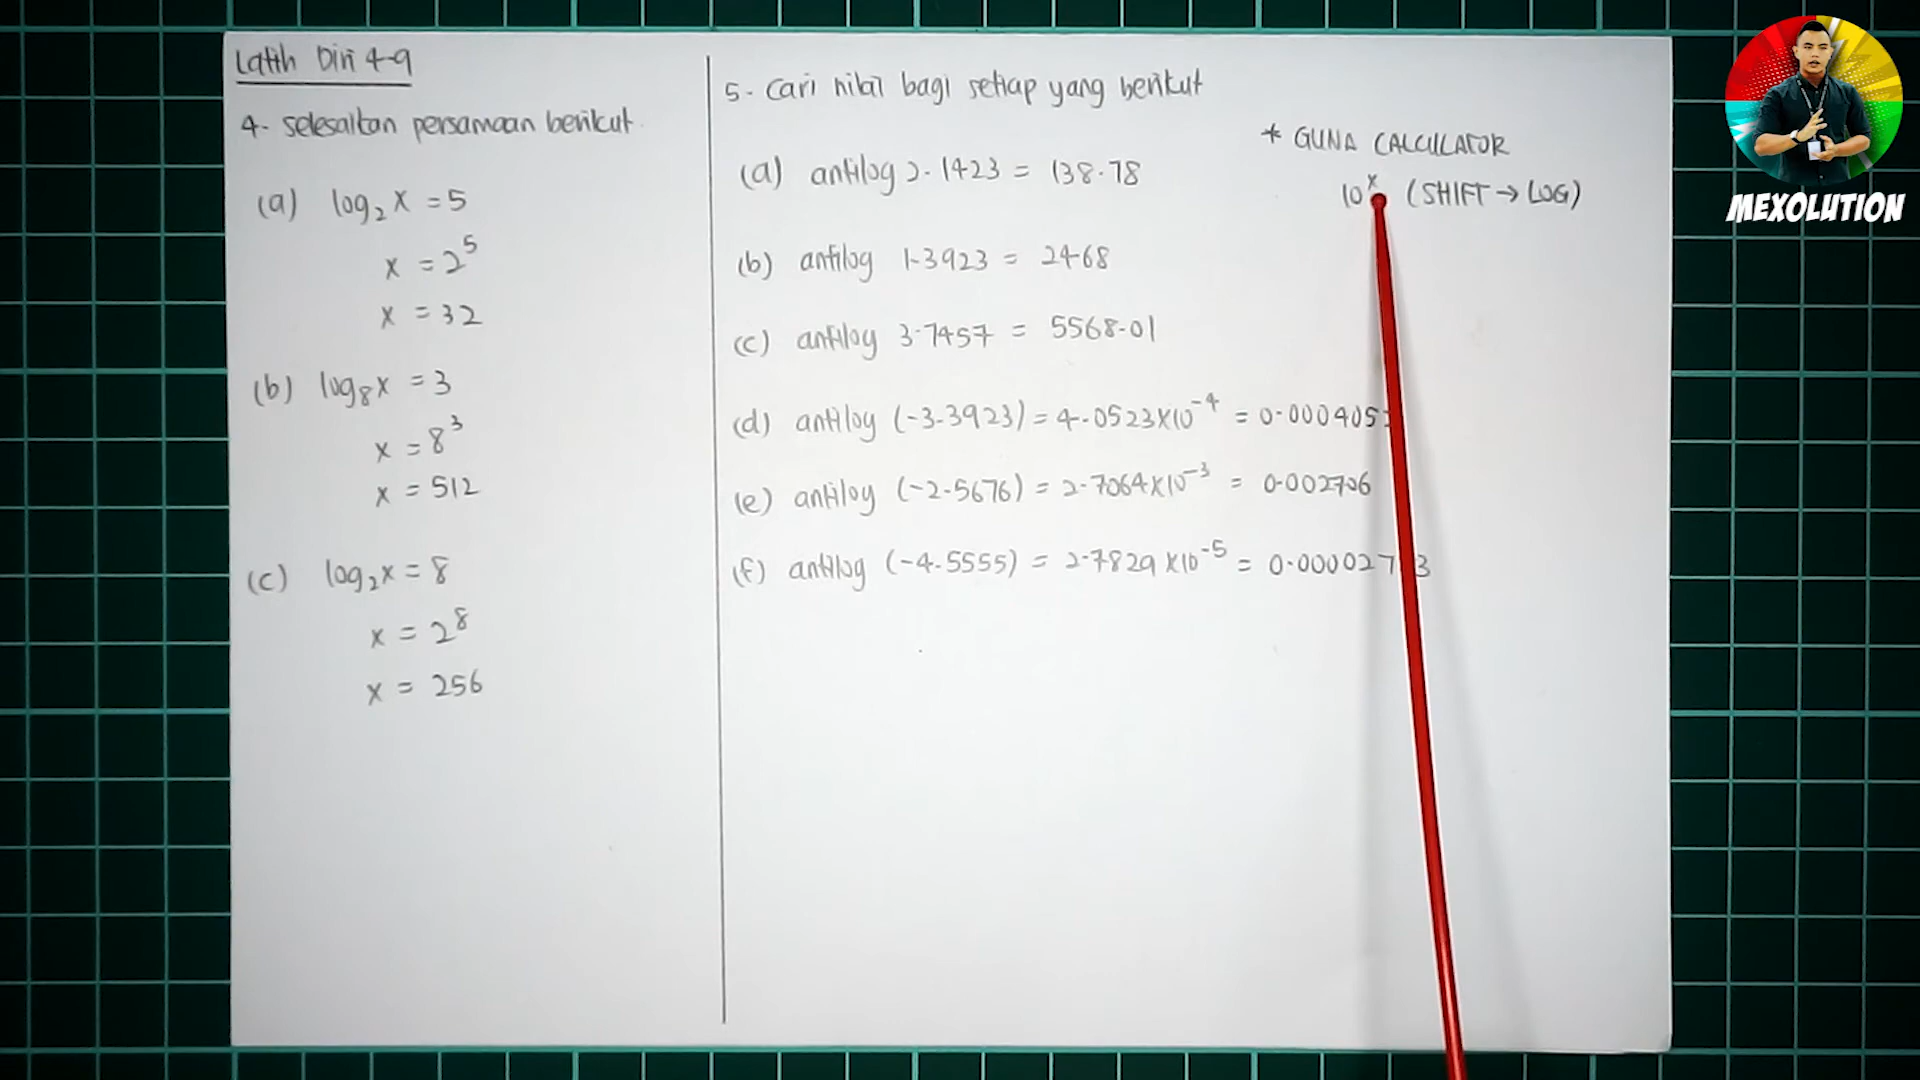 Latih Diri 4.9
4. Selesaikan persamaan berikut.
(a) log₂ x = 5
x = 2⁵
x = 32
(b) log₈ x = 3
x = 8³
x = 512
(c) log₂ x = 8
x = 2⁸
x = 256
5. Cari nilai bagi setiap yang berikut
* GUNA CALCULATOR
10ˣ (SHIFT → LOG)
(a) antilog 2.1423 = 138.78
(b) antilog 1.3923 = 24.68
(c) antilog 3.7457 = 5568.01
(d) antilog (-3.3923) = 4.0523×10⁻⁴ = 0.000405
(e) antilog (-2.5676) = 2.7064×10⁻³ = 0.002706
(f) antilog (-4.5555) = 2.7829×10⁻⁵ =
MEXOLUTION